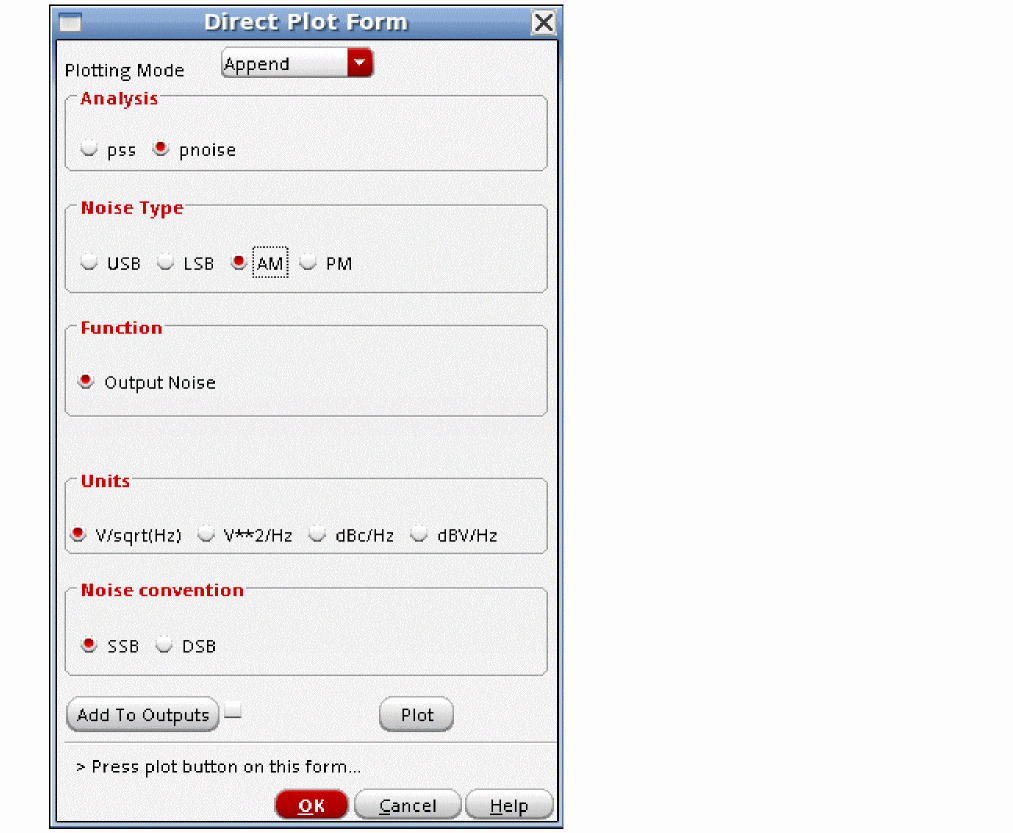 Direct Plot Form
Plotting Mode Append
Analysis
pss pnoise
Noise Type
USB LSB AM PM
Function
Output Noise
Units
V/sqrt(Hz) V**2/Hz dBc/Hz dBV/Hz
Noise convention
SSB DSB
Add To Outputs Plot
> Press plot button on this form...
OK Cancel Help